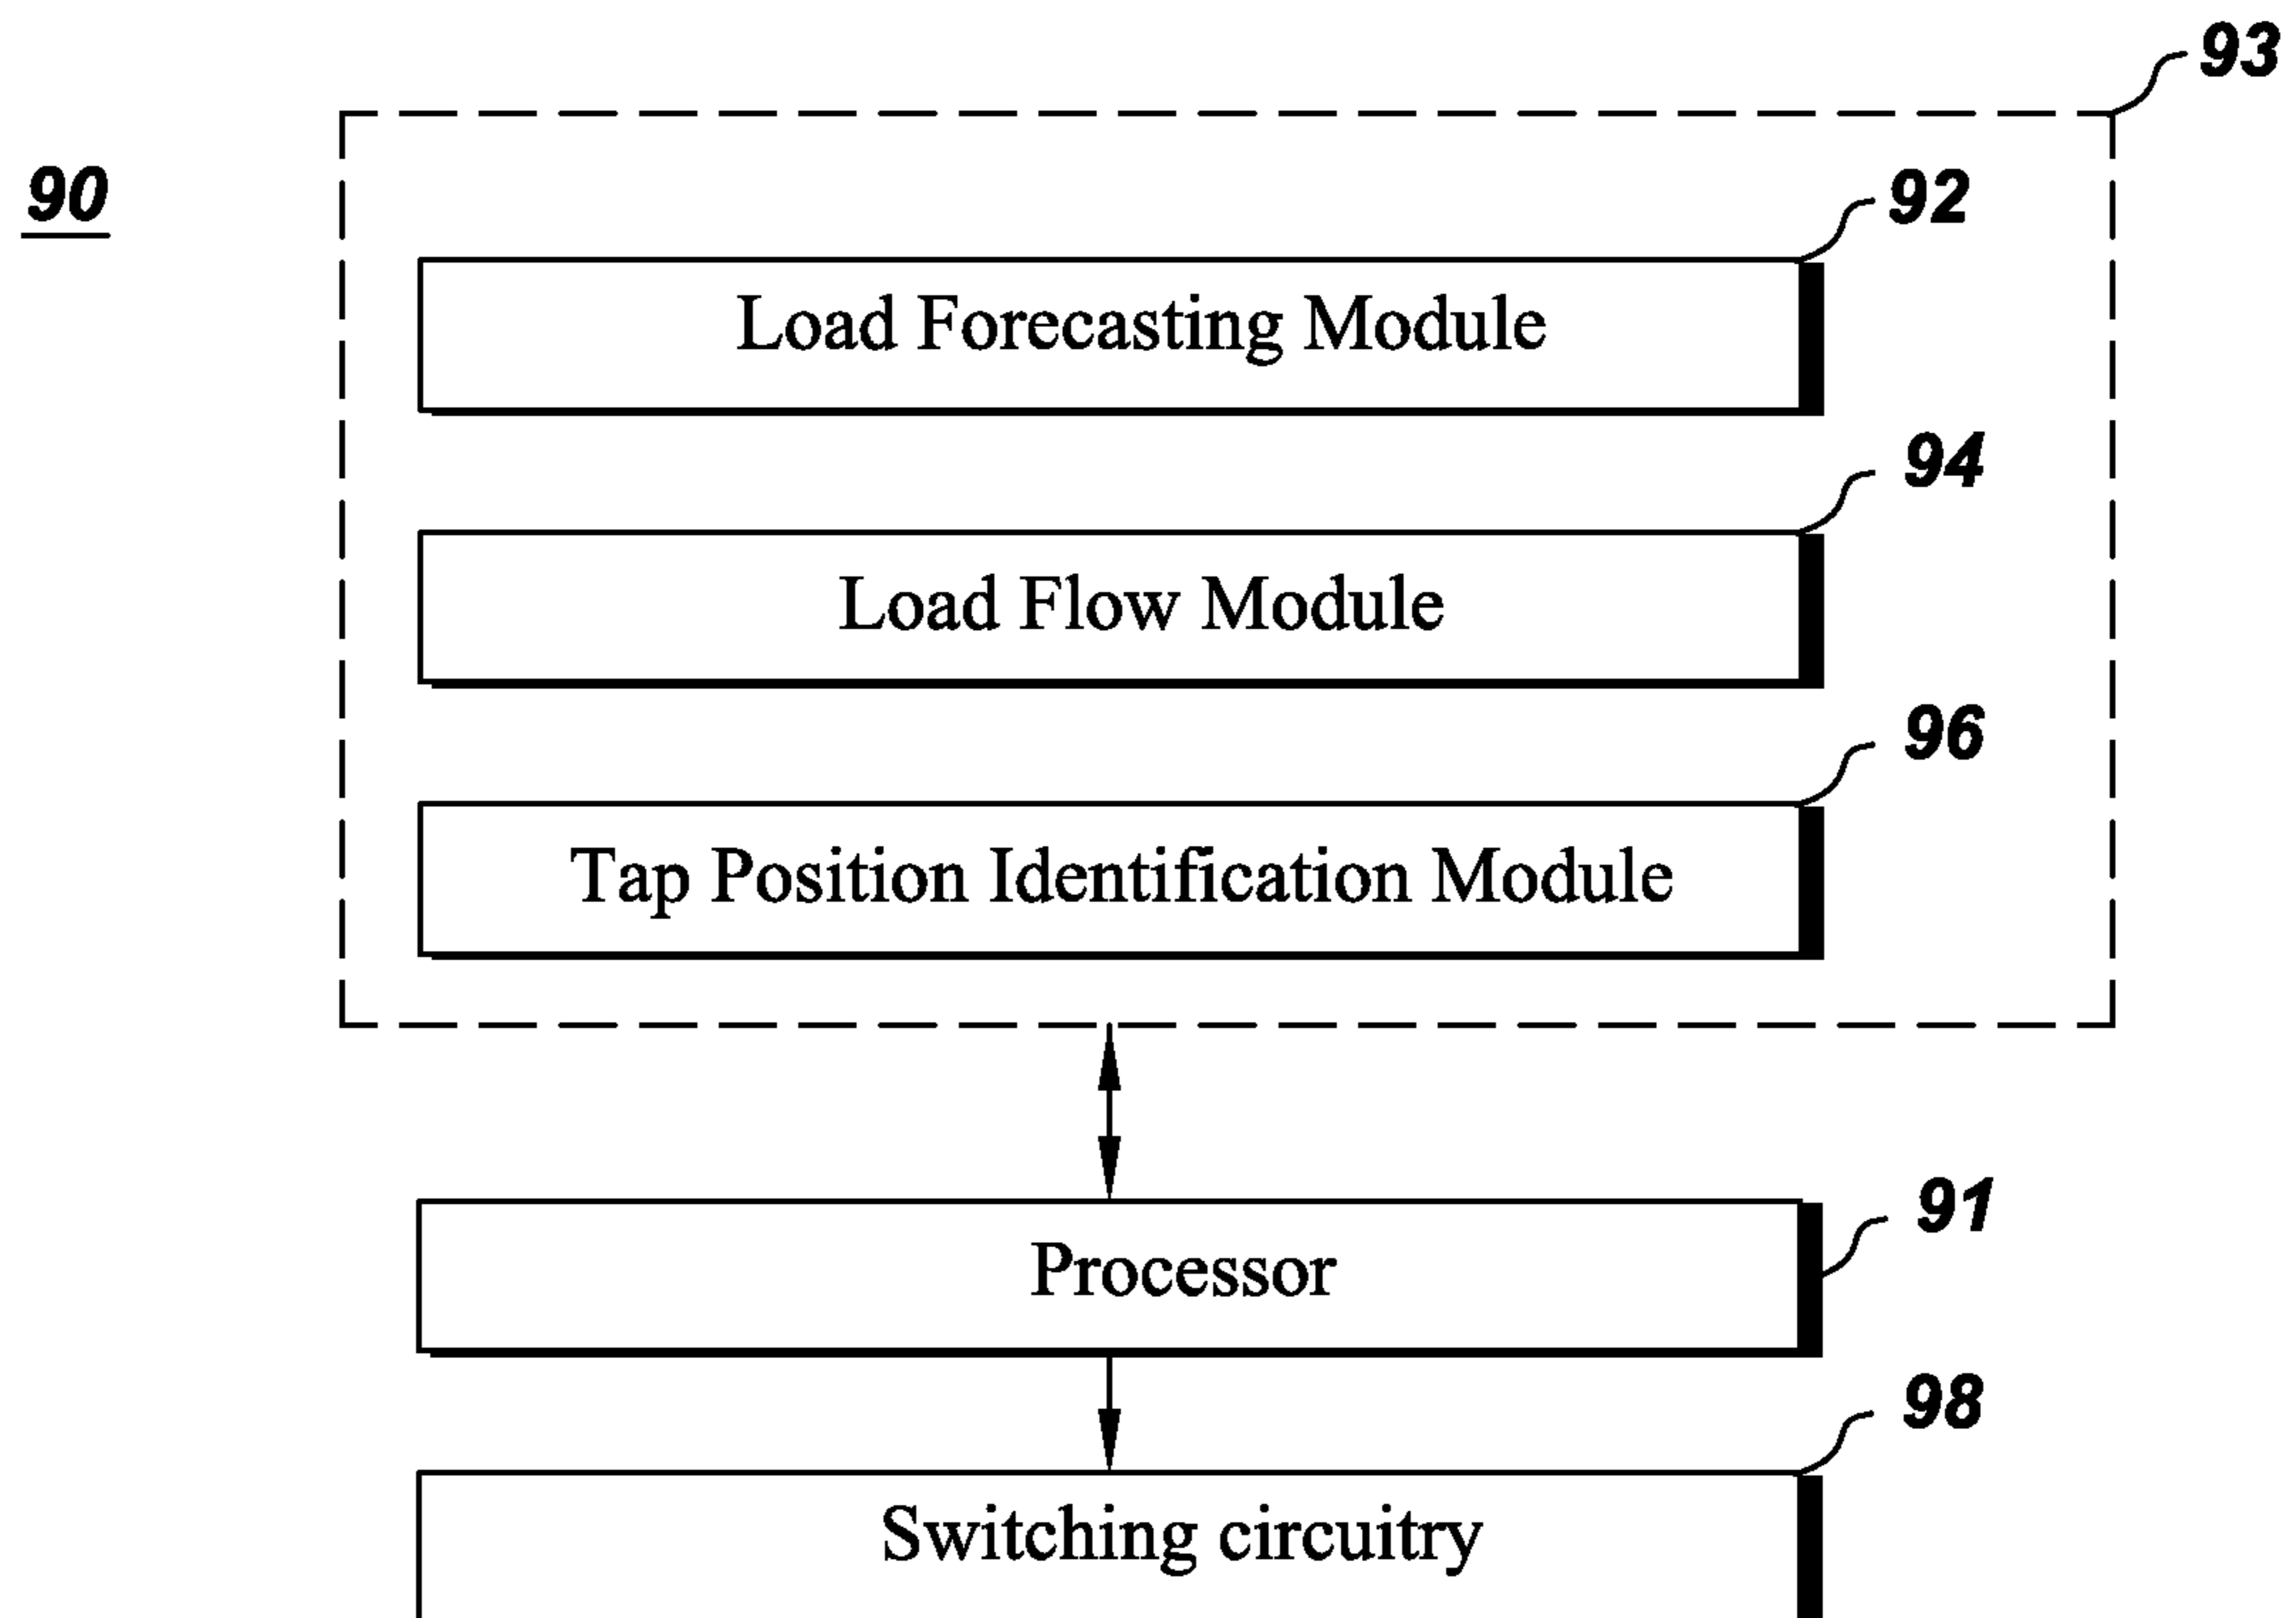 93
90
92
Load Forecasting Module
94
Load Flow Module
96
Tap Position Identification Module
91
Processor
98
Switching circuitry